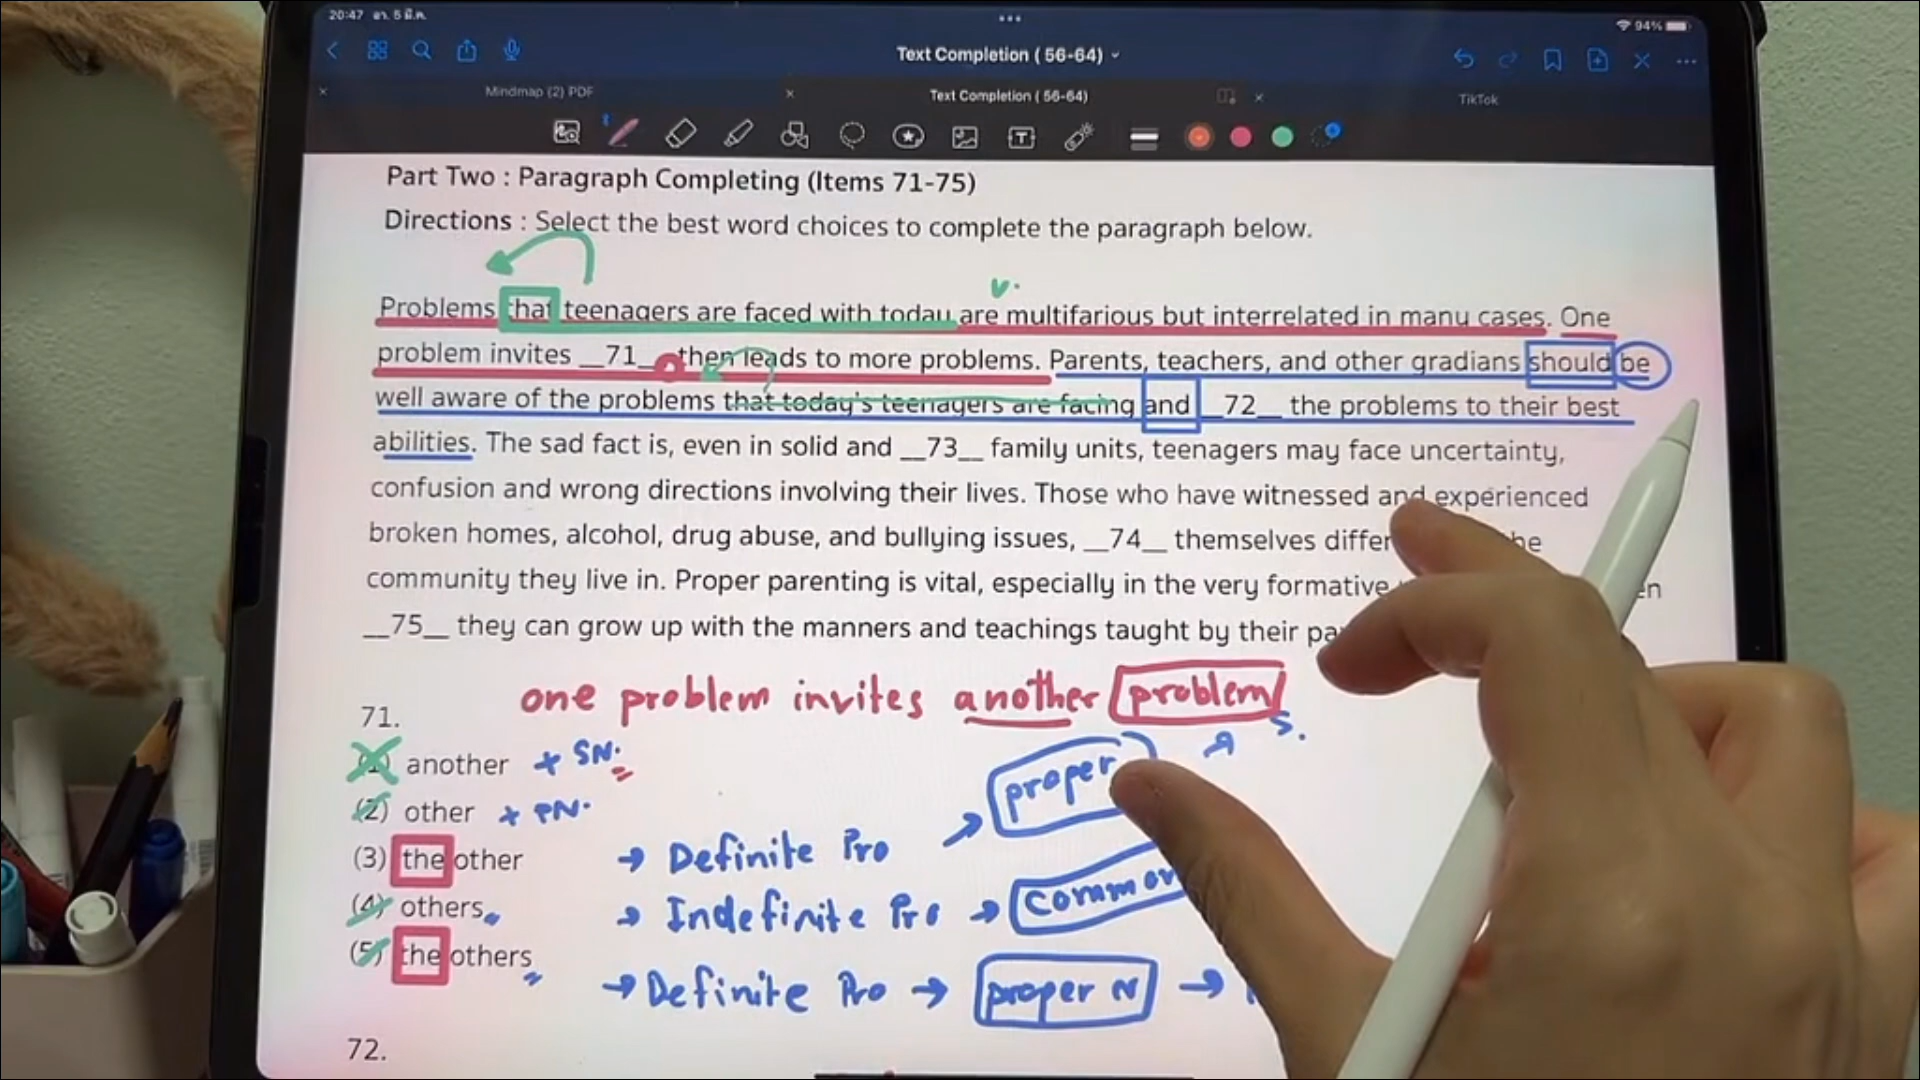 20:47 อา. 5 มี.ค.
94%
Text Completion ( 56-64)
Mindmap (2) PDF
Text Completion ( 56-64)
TikTok
Part Two : Paragraph Completing (Items 71-75)
Directions : Select the best word choices to complete the paragraph below.
v.
Problems that teenagers are faced with today are multifarious but interrelated in many cases. One
problem invites __71__ then leads to more problems. Parents, teachers, and other gradians should be
well aware of the problems that today's teenagers are facing and __72__ the problems to their best
abilities. The sad fact is, even in solid and __73__ family units, teenagers may face uncertainty,
confusion and wrong directions involving their lives. Those who have witnessed and experienced
broken homes, alcohol, drug abuse, and bullying issues, __74__ themselves
community they live in. Proper parenting is vital, especially in the very formative
__75__ they can grow up with the manners and teachings taught by their
one problem invites another problem
s.
71.
(1) another + SN.
(2) other + PN.
(3) the other → Definite Pro → proper
(4) others → Indefinite Pro → common
(5) the others → Definite Pro → proper N →
72.